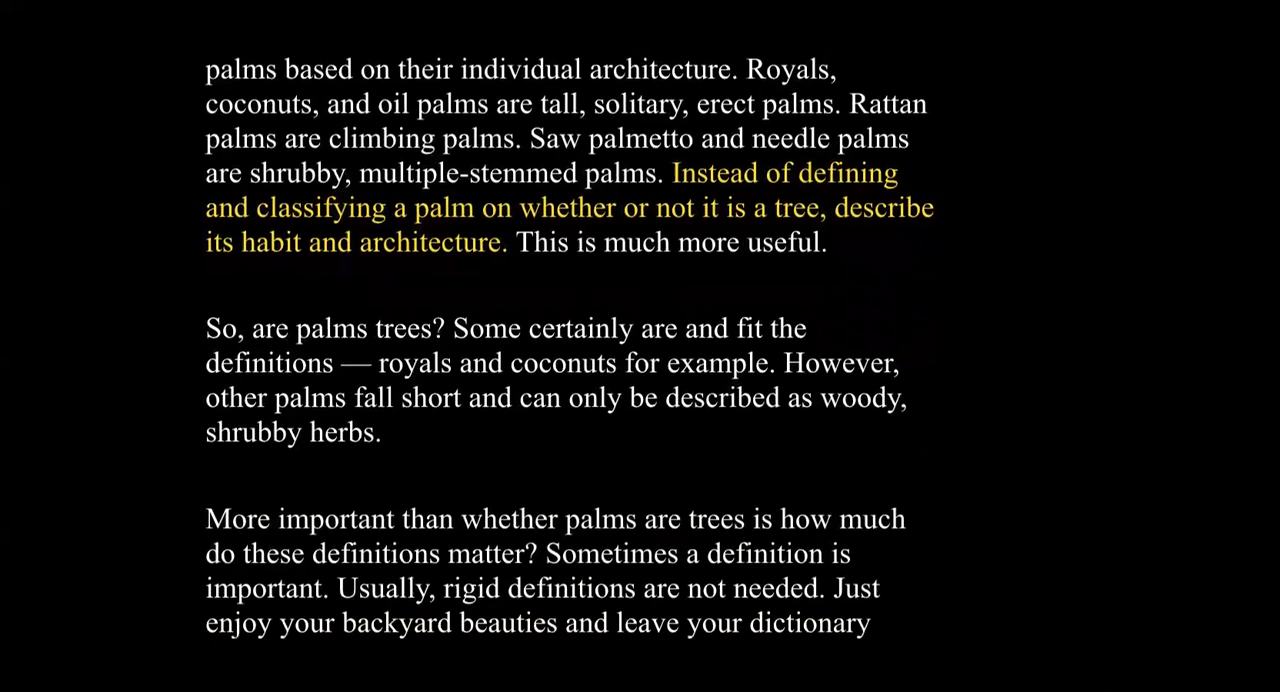 palms based on their individual architecture. Royals,
coconuts, and oil palms are tall, solitary, erect palms. Rattan
palms are climbing palms. Saw palmetto and needle palms
are shrubby, multiple-stemmed palms. Instead of defining
and classifying a palm on whether or not it is a tree, describe
its habit and architecture. This is much more useful.
So, are palms trees? Some certainly are and fit the
definitions — royals and coconuts for example. However,
other palms fall short and can only be described as woody,
shrubby herbs.
More important than whether palms are trees is how much
do these definitions matter? Sometimes a definition is
important. Usually, rigid definitions are not needed. Just
enjoy your backyard beauties and leave your dictionary